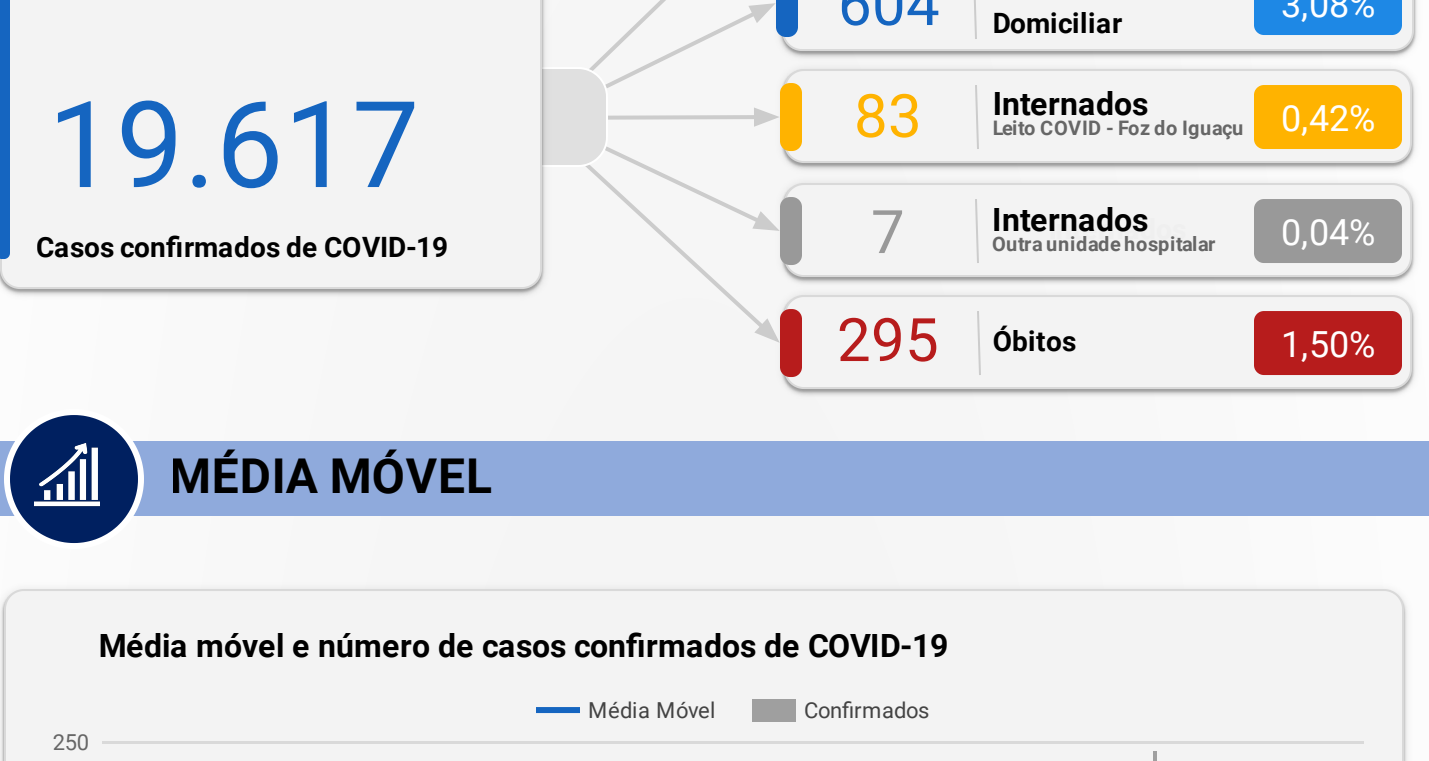 604
Domiciliar
3,08%
83
Internados
Leito COVID - Foz do Iguaçu
0,42%
19.617
Casos confirmados de COVID-19
7
Internados
Outra unidade hospitalar
0,04%
295
Óbitos
1,50%
MÉDIA MÓVEL
Média móvel e número de casos confirmados de COVID-19
Média Móvel
Confirmados
250